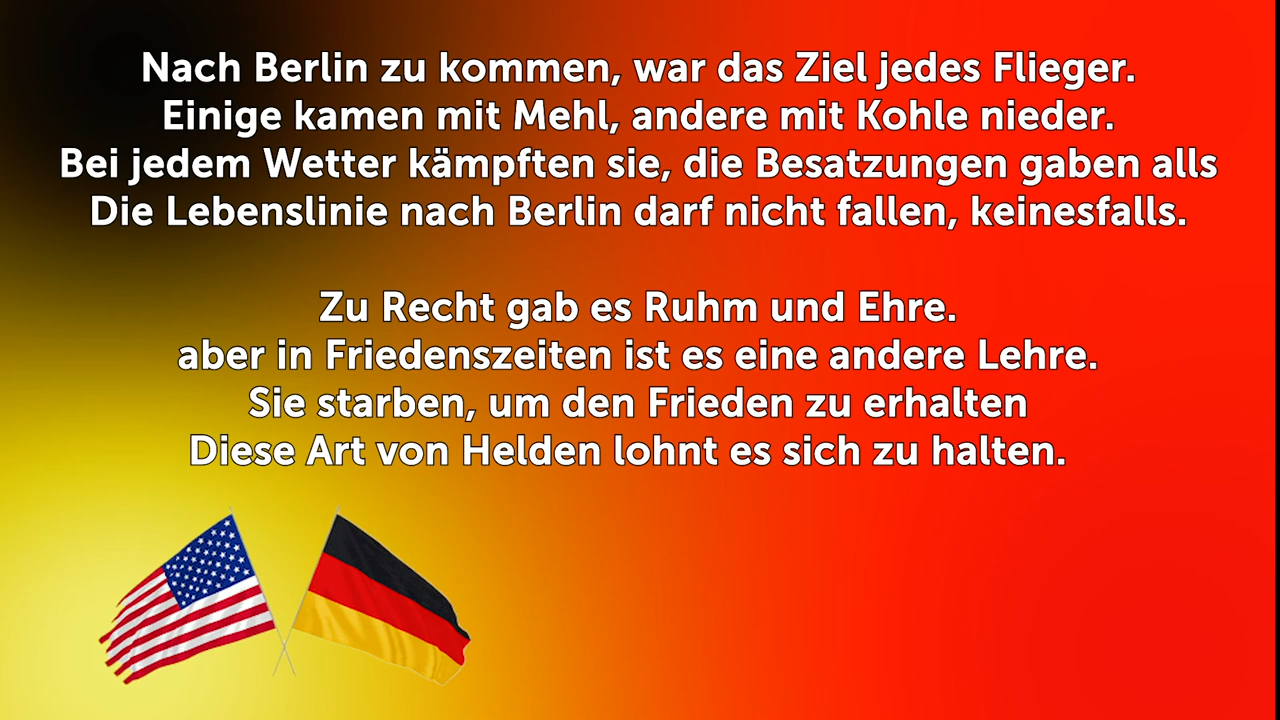 Nach Berlin zu kommen, war das Ziel jedes Flieger.
Einige kamen mit Mehl, andere mit Kohle nieder.
Bei jedem Wetter kämpften sie, die Besatzungen gaben alls
Die Lebenslinie nach Berlin darf nicht fallen, keinesfalls.
Zu Recht gab es Ruhm und Ehre.
aber in Friedenszeiten ist es eine andere Lehre.
Sie starben, um den Frieden zu erhalten
Diese Art von Helden lohnt es sich zu halten.